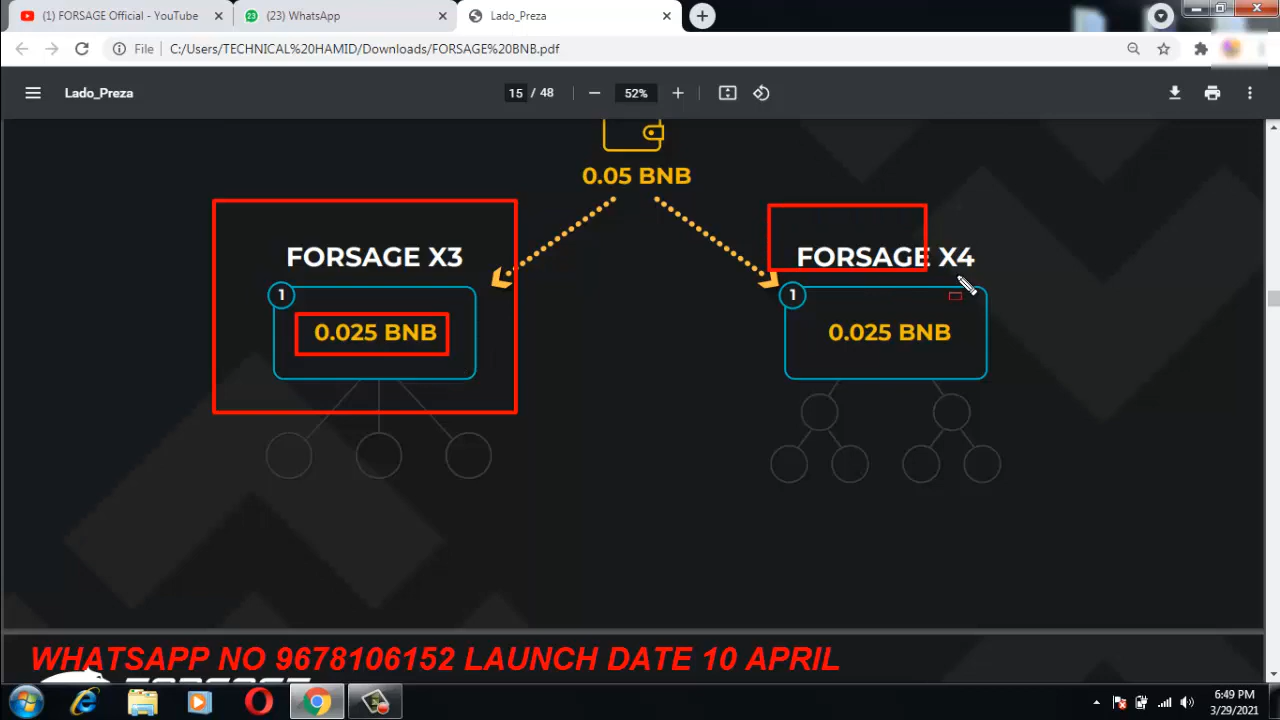 (1) FORSAGE Official - YouTube
(23) WhatsApp
Lado_Preza
File C:/Users/TECHNICAL%20HAMID/Downloads/FORSAGE%20BNB.pdf
Lado_Preza
15 / 48
52%
0.05 BNB
FORSAGE X3
FORSAGE X4
1
1
0.025 BNB
0.025 BNB
WHATSAPP NO 9678106152 LAUNCH DATE 10 APRIL
6:49 PM
3/29/2021